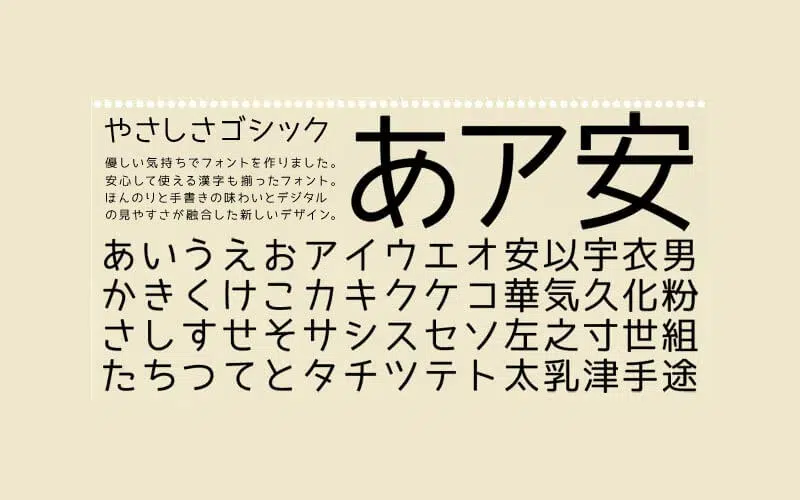 やさしさゴシック
優しい気持ちでフォントを作りました。
安心して使える漢字も揃ったフォント。
ほんのりと手書きの味わいとデジタル
の見やすさが融合した新しいデザイン。
あア安
あいうえおアイウエオ安以宇衣男
かきくけこカキクケコ華気久化粉
さしすせそサシスセソ左之寸世組
たちつてとタチツテト太乳津手途